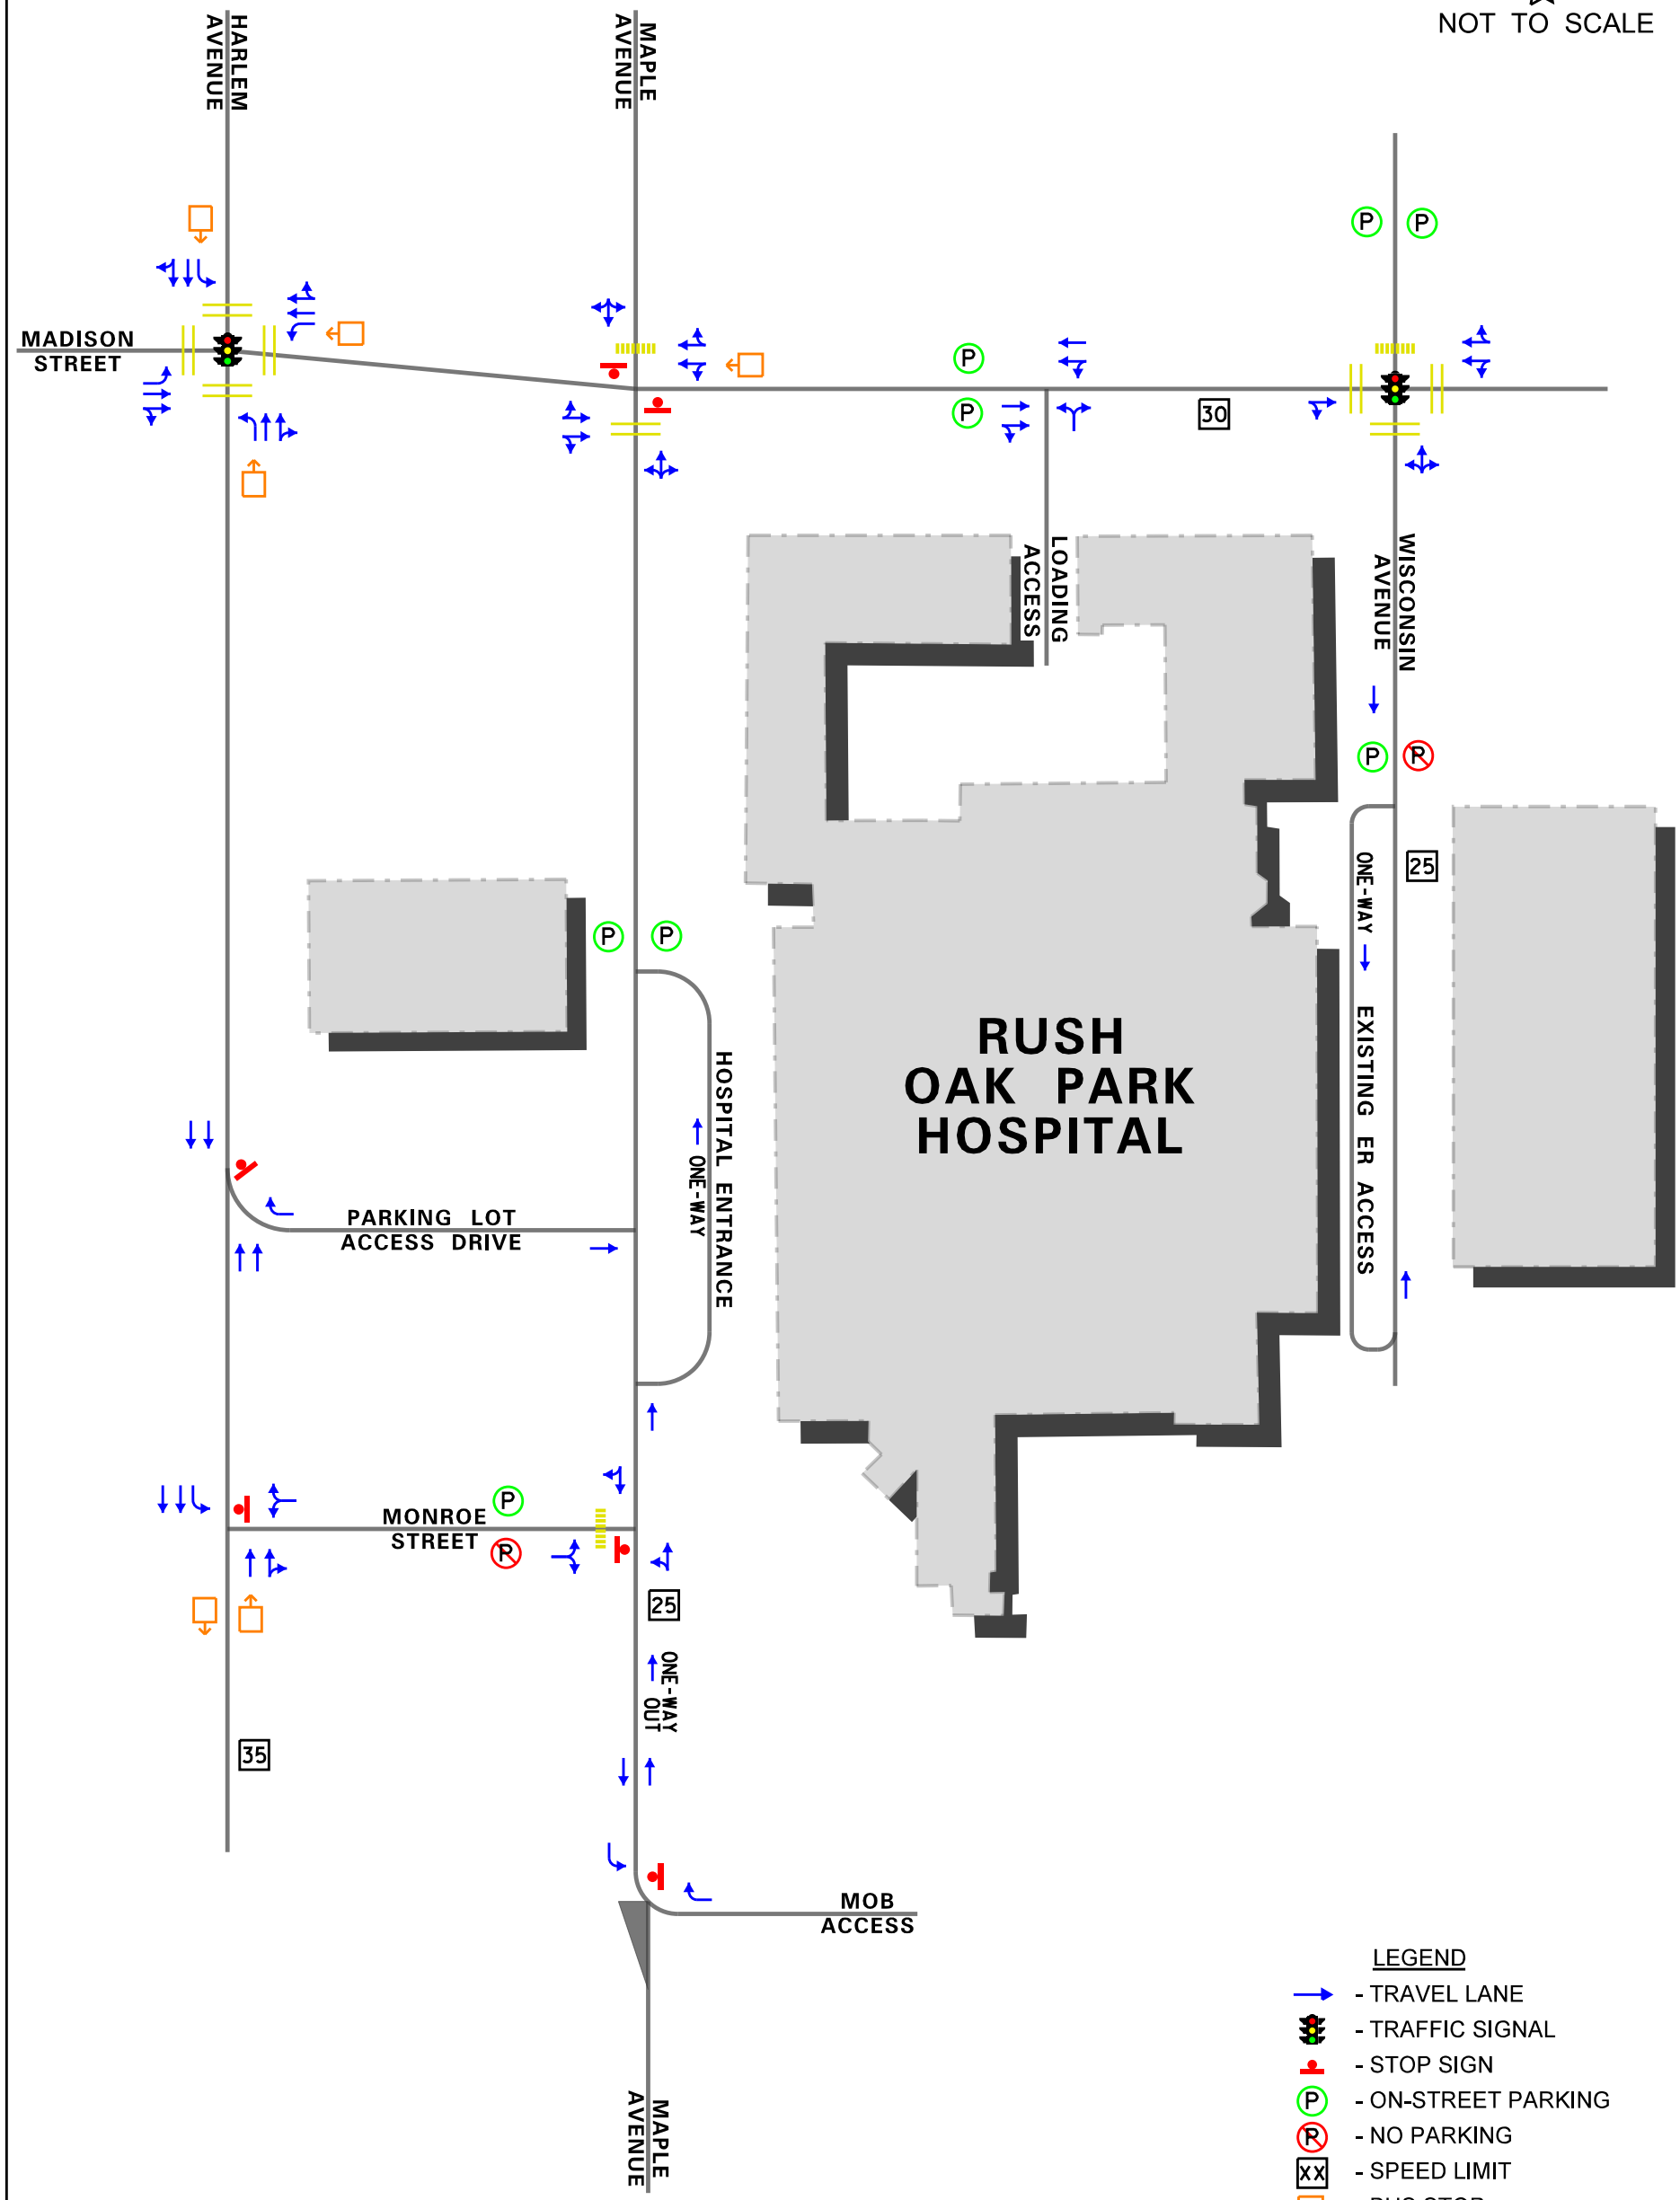 NOT TO SCALE
HARLEM
AVENUE
MAPLE
AVENUE
P
P
MADISON
STREET
P
P
30
LOADING
ACCESS
WISCONSIN
AVENUE
P
P
25
ONE-WAY
EXISTING ER ACCESS
P
P
RUSH
OAK PARK
HOSPITAL
HOSPITAL ENTRANCE
ONE-WAY
PARKING LOT
ACCESS DRIVE
MONROE
STREET
P
P
25
ONE-WAY
OUT
35
MOB
ACCESS
MAPLE
AVENUE
LEGEND
- TRAVEL LANE
- TRAFFIC SIGNAL
- STOP SIGN
P - ON-STREET PARKING
P - NO PARKING
XX - SPEED LIMIT